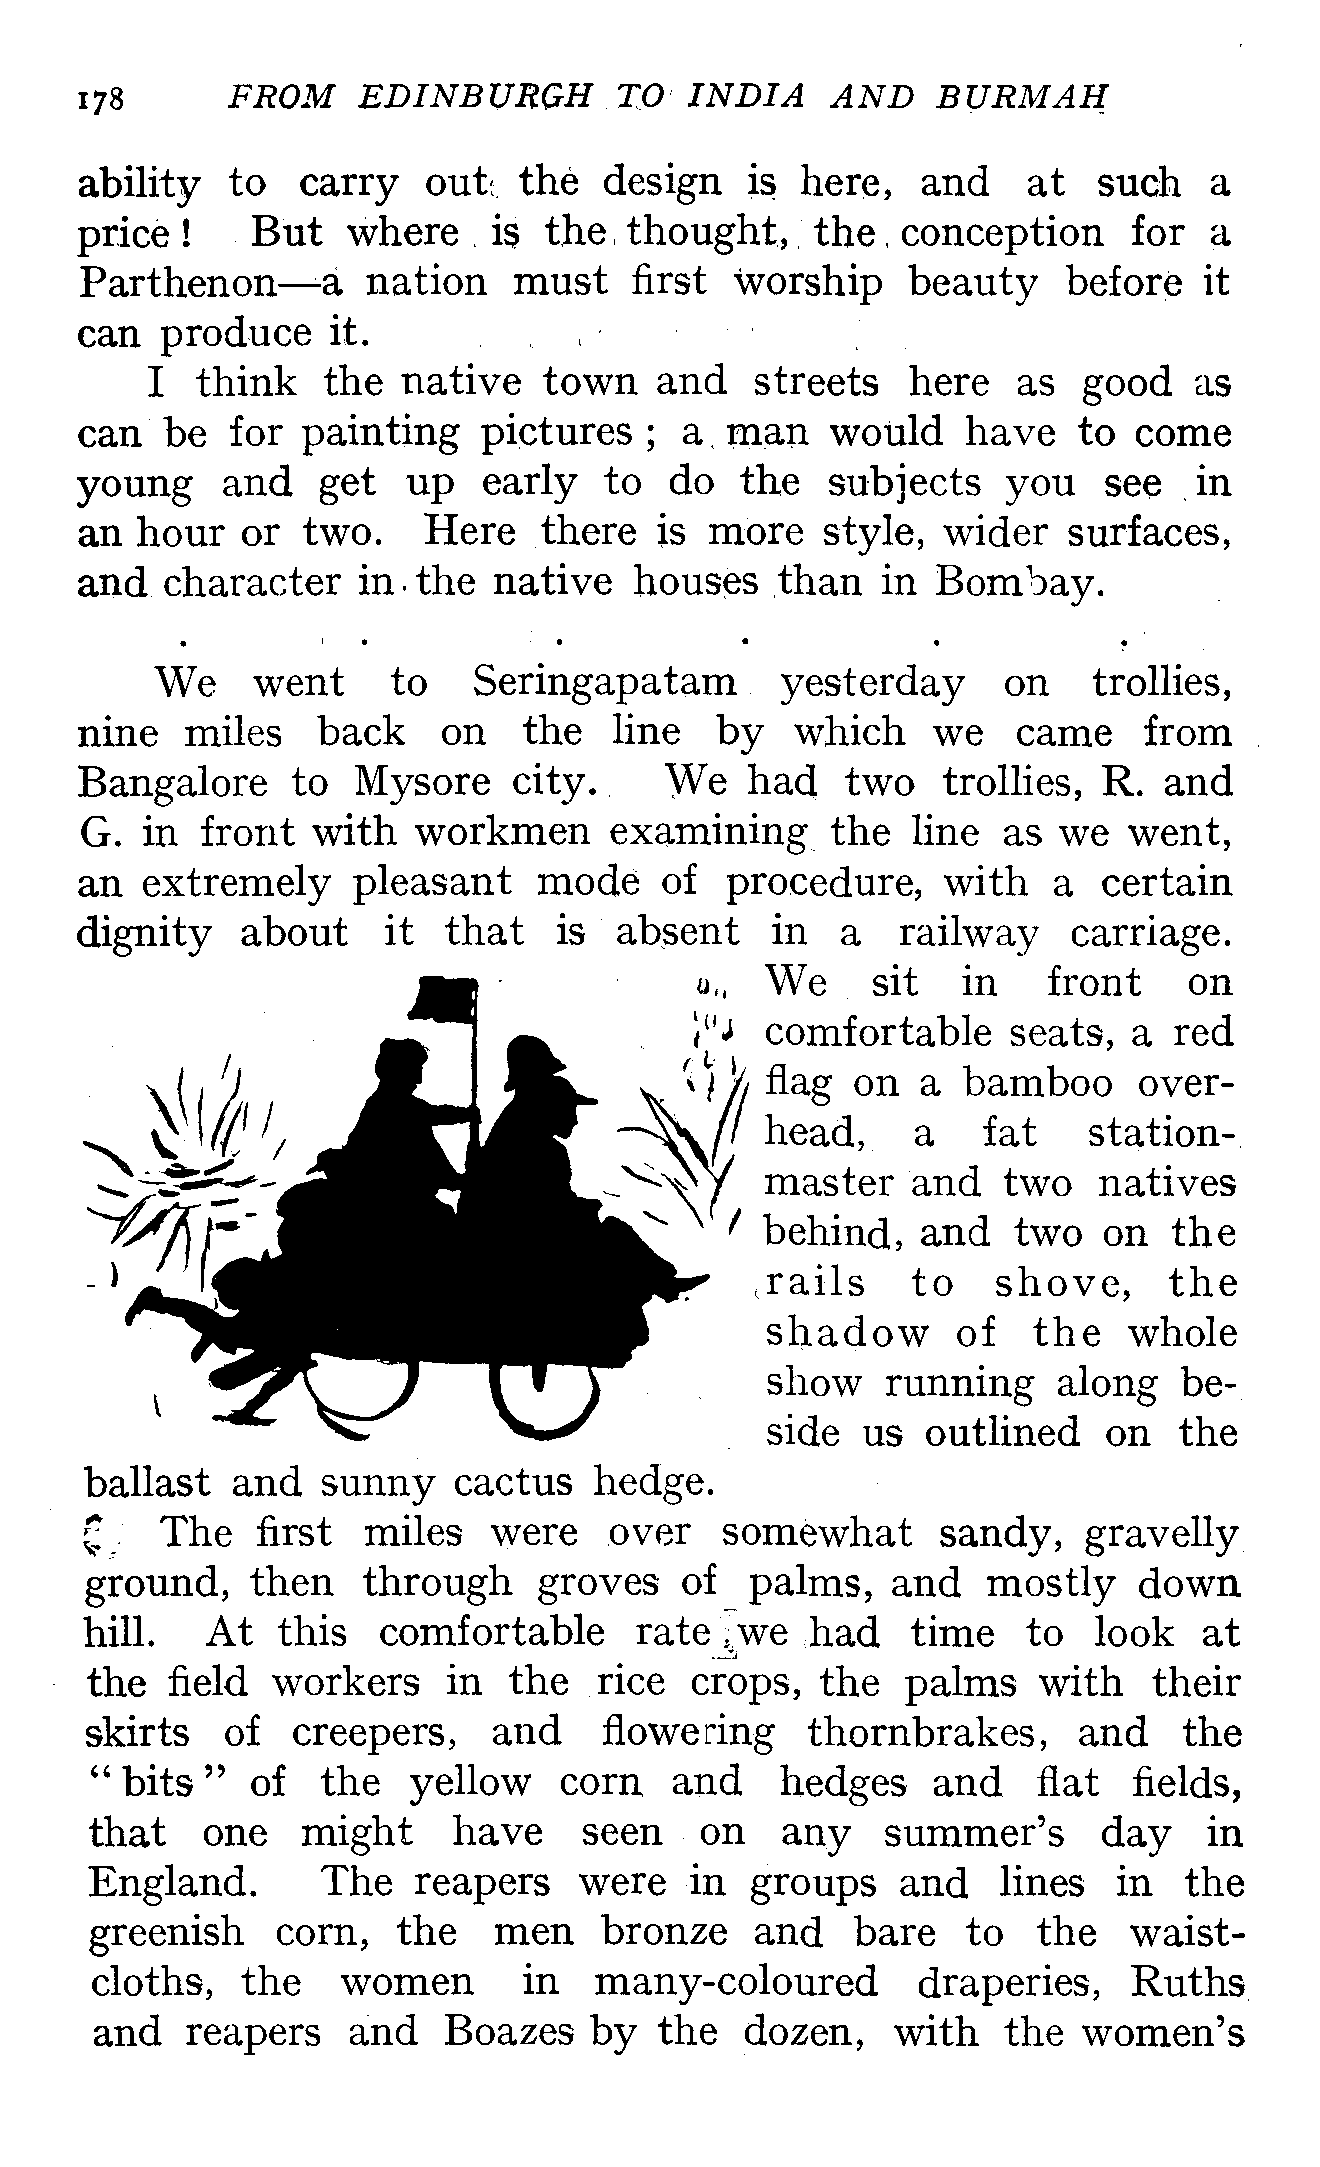 178 FROM EDINBURGH TO INDIA AND BURMAH
ability to carry out the design is here, and at such a
price! But where is the thought, the conception for a
Parthenon—a nation must first worship beauty before it
can produce it.
I think the native town and streets here as good as
can be for painting pictures; a man would have to come
young and get up early to do the subjects you see in
an hour or two. Here there is more style, wider surfaces,
and character in the native houses than in Bombay.
. . . . . .
We went to Seringapatam yesterday on trollies,
nine miles back on the line by which we came from
Bangalore to Mysore city. We had two trollies, R. and
G. in front with workmen examining the line as we went,
an extremely pleasant mode of procedure, with a certain
dignity about it that is absent in a railway carriage.
We sit in front on
comfortable seats, a red
flag on a bamboo over-
head, a fat station-
master and two natives
behind, and two on the
rails to shove, the
shadow of the whole
show running along be-
side us outlined on the
ballast and sunny cactus hedge.
The first miles were over somewhat sandy, gravelly
ground, then through groves of palms, and mostly down
hill. At this comfortable rate we had time to look at
the field workers in the rice crops, the palms with their
skirts of creepers, and flowering thornbrakes, and the
“bits” of the yellow corn and hedges and flat fields,
that one might have seen on any summer's day in
England. The reapers were in groups and lines in the
greenish corn, the men bronze and bare to the waist-
cloths, the women in many-coloured draperies, Ruths
and reapers and Boazes by the dozen, with the women's